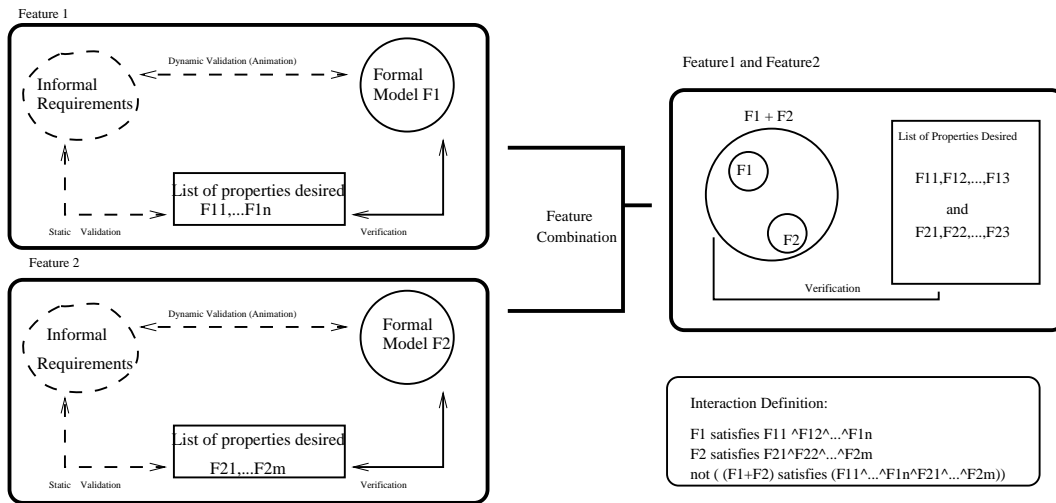 Feature 1
Dynamic Validation (Animation)
Informal
Requirements
Formal
Model F1
List of properties desired
F11,...F1n
Static Validation
Verification
Feature 2
Dynamic Validation (Animation)
Informal
Requirements
Formal
Model F2
List of properties desired
F21,...F2m
Static Validation
Verification
Feature
Combination
Feature1 and Feature2
F1 + F2
F1
F2
List of Properties Desired
F11,F12,...,F13
and
F21,F22,...,F23
Verification
Interaction Definition:
F1 satisfies F11 ^F12^...^F1n
F2 satisfies F21^F22^...^F2m
not ( (F1+F2) satisfies (F11^...^F1n^F21^...^F2m))